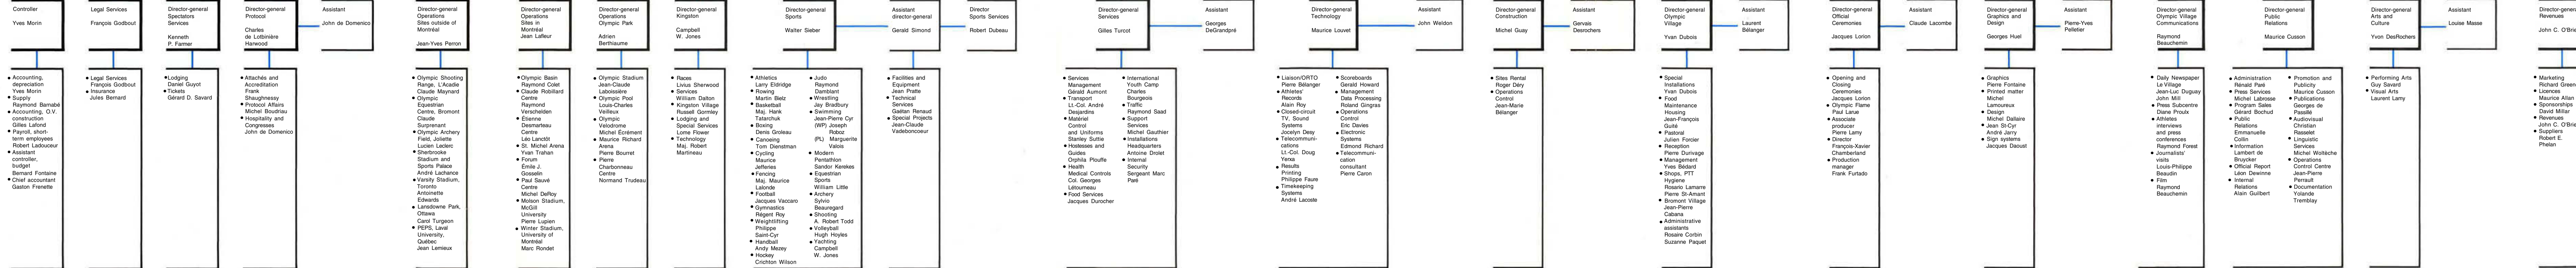 Controller
Yves Morin
• Accounting,
depreciation
Yves Morin
• Supply
Raymond Barnabé
• Accounting, O.V.
construction
Gilles Lafond
• Payroll, short-
term employees
Robert Ladouceur
• Assistant
controller,
budget
Bernard Fontaine
• Chief accountant
Gaston Frenette
Legal Services
François Godbout
• Legal Services
François Godbout
• Insurance
Jules Bernard
Director-general
Spectators
Services
Kenneth
P. Farmer
• Lodging
Daniel Guyot
• Tickets
Gérard D. Savard
Director-general
Protocol
Charles
de Lotbinière
Harwood
Assistant
John de Domenico
• Attachés and
Accreditation
Frank
Shaughnessy
• Protocol Affairs
Michel Boudriau
• Hospitality and
Congresses
John de Domenico
Director-general
Operations
Sites outside of
Montréal
Jean-Yves Perron
• Olympic Shooting
Range, L'Acadie
Claude Maynard
• Olympic
Equestrian
Centre, Bromont
Claude
Surprenant
• Olympic Archery
Field, Joliette
Lucien Leclerc
• Sherbrooke
Stadium and
Sports Palace
André Lachance
• Varsity Stadium,
Toronto
Antoinette
Edwards
• Lansdowne Park,
Ottawa
Carol Turgeon
• PEPS, Laval
University,
Québec
Jean Lemieux
Director-general
Operations
Sites in
Montréal
Jean Lafleur
• Olympic Basin
Raymond Colet
• Claude Robillard
Centre
Raymond
Verschelden
• Étienne
Desmarteau
Centre
Léo Lanctôt
• St. Michel Arena
Yvan Trahan
• Forum
Émile J.
Gosselin
• Paul Sauvé
Centre
Michel DeRoy
• Molson Stadium,
McGill
University
Pierre Lupien
• Winter Stadium,
University of
Montréal
Marc Rondet
Director-general
Operations
Olympic Park
Adrien
Berthiaume
• Olympic Stadium
Jean-Claude
Laboissière
• Olympic Pool
Louis-Charles
Veilleux
• Olympic
Velodrome
Michel Écrément
• Maurice Richard
Arena
Pierre Bourret
• Pierre
Charbonneau
Centre
Normand Trudeau
Director-general
Kingston
Campbell
W. Jones
• Races
Livius Sherwood
• Services
William Dalton
• Kingston Village
Russell Gormley
• Lodging and
Special Services
Lorne Flower
• Technology
Maj. Robert
Martineau
Director-general
Sports
Walter Sieber
• Athletics
Larry Eldridge
• Rowing
Martin Bielz
• Basketball
Maj. Hank
Tatarchuk
• Boxing
Denis Groleau
• Canoeing
Tom Dienstman
• Cycling
Maurice
Jefferies
• Fencing
Maj. Maurice
Lalonde
• Football
Jacques Vaccaro
• Gymnastics
Régent Roy
• Weightlifting
Philippe
Saint-Cyr
• Handball
Andy Mezey
• Hockey
Crichton Wilson
• Judo
Raymond
Damblant
• Wrestling
Jay Bradbury
• Swimming
Jean-Pierre Cyr
(WP) Joseph
Roboz
(PL) Marguerite
Valois
• Modern
Pentathlon
Sandor Kerekes
• Equestrian
Sports
William Little
• Archery
Sylvio
Beauregard
• Shooting
A. Robert Todd
• Volleyball
Hugh Hoyles
• Yachting
Campbell
W. Jones
Assistant
director-general
Gerald Simond
• Facilities and
Equipment
Jean Pratte
• Technical
Services
Gaëlan Renaud
• Special Projects
Jean-Claude
Vadeboncoeur
Director
Sports Services
Robert Dubeau
Director-general
Services
Gilles Turcot
Assistant
Georges
DeGrandpré
• Services
Management
Gérald Aumont
• Transport
Lt.-Col. André
Desjardins
• Matériel
Control
and Uniforms
Stanley Suttie
• Hostesses and
Guides
Orphila Plouffe
• Health
Medical Controls
Col. Georges
Létourneau
• Food Services
Jacques Durocher
• International
Youth Camp
Charles
Bourgeois
• Traffic
Raymond Saad
• Support
Services
Michel Gauthier
• Installations
Headquarters
Antoine Drolet
• Internal
Security
Sergeant Marc
Paré
Director-general
Technology
Maurice Louvet
Assistant
John Weldon
• Liaison/ORTO
Pierre Bélanger
• Athletes'
Records
Alain Roy
• Closed-circuit
TV, Sound
Systems
Jocelyn Desy
• Telecommuni-
cations
Lt.-Col. Doug
Yerxa
• Results
Printing
Philippe Faure
• Timekeeping
Systems
André Lacoste
• Scoreboards
Gerald Howard
• Management
Data Processing
Roland Gingras
• Operations
Control
Eric Davies
• Electronic
Systems
Edmond Richard
• Telecommuni-
cation
consultant
Pierre Caron
Director-general
Construction
Michel Guay
Assistant
Gervais
Desrochers
• Sites Rental
Roger Déry
• Operations
Control
Jean-Marie
Bélanger
Director-general
Olympic
Village
Yvan Dubois
Assistant
Laurent
Bélanger
• Special
Installations
Yvan Dubois
• Food
Maintenance
Housing
Jean-François
Guité
• Pastoral
Julien Forcier
• Reception
Pierre Durivage
• Management
Yves Bédard
• Shops, PTT
Hygiene
Rosario Lamarre
Pierre St-Amant
• Bromont Village
Jean-Pierre
Cabana
• Administrative
assistants
Rosaire Corbin
Suzanne Paquet
Director-general
Official
Ceremonies
Jacques Lorion
Assistant
Claude Lacombe
• Opening and
Closing
Ceremonies
Jacques Lorion
• Olympic Flame
Paul Larue
• Associate
producer
Pierre Lamy
• Director
François-Xavier
Chamberland
• Production
manager
Frank Furtado
Director-general
Graphics and
Design
Georges Huel
Assistant
Pierre-Yves
Pelletier
• Graphics
Pierre Fontaine
• Printed matter
Michel
Lamoureux
• Design
Michel Dallaire
• Jean St-Cyr
André Jarry
• Sign systems
Jacques Daoust
Director-general
Olympic Village
Communications
Raymond
Beauchemin
• Daily Newspaper
Le Village
Jean-Luc Duguay
John Mill
• Press Subcentre
Diane Proulx
• Athletes
interviews
and press
conferences
Raymond Forest
• Journalists'
visits
Louis-Philippe
Beaudin
• Film
Raymond
Beauchemin
Director-general
Public
Relations
Maurice Cusson
• Administration
Rénald Paré
• Press Services
Michel Labrosse
• Program Sales
Gérard Bochud
• Public
Relations
Emmanuelle
Collin
• Information
Lambert de
Bruycker
• Official Report
Léon Dewinne
• Internal
Relations
Alain Guilbert
• Promotion and
Publicity
Maurice Cusson
• Publications
Georges de
Passillé
• Audiovisual
Christian
Rasselet
• Linguistic
Services
Michel Woitèche
• Operations
Control Centre
Jean-Pierre
Perrault
• Documentation
Yolande
Tremblay
Director-general
Arts and
Culture
Yvon DesRochers
Assistant
Louise Masse
• Performing Arts
Guy Savard
• Visual Arts
Laurent Lamy
Director-gener
Revenues
John C. O'Brie
• Marketing
Richard Green
• Licences
Maurice Allan
• Sponsorships
David Millar
• Revenues
John C. O'Brie
• Suppliers
Robert E.
Phelan